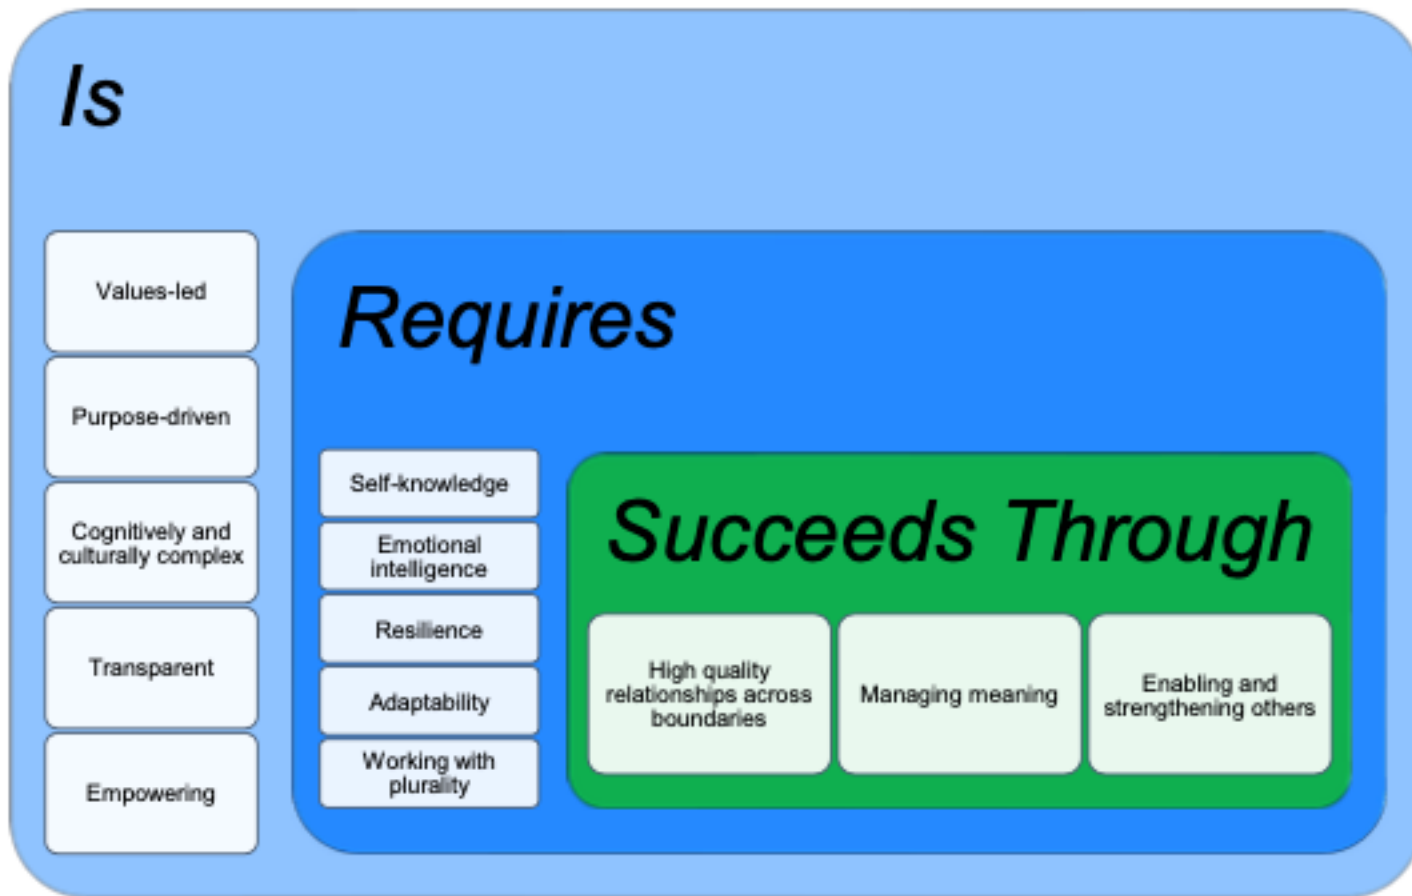 Is
Values-led
Purpose-driven
Cognitively and
culturally complex
Transparent
Empowering
Requires
Self-knowledge
Emotional
intelligence
Resilience
Adaptability
Working with
plurality
Succeeds Through
High quality
relationships across
boundaries
Managing meaning
Enabling and
strengthening others